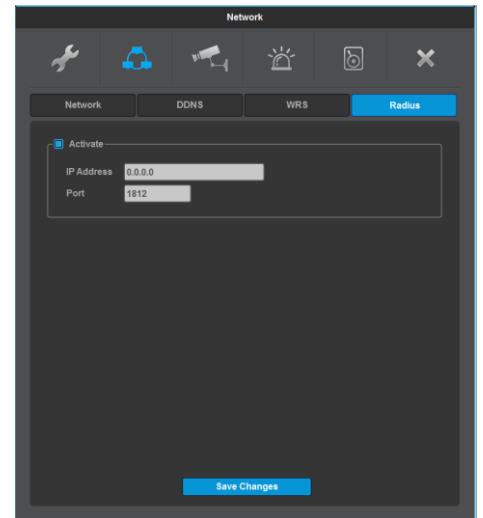 Network
Network DDNS WRS Radius
Activate
IP Address 0.0.0.0
Port 1812
Save Changes